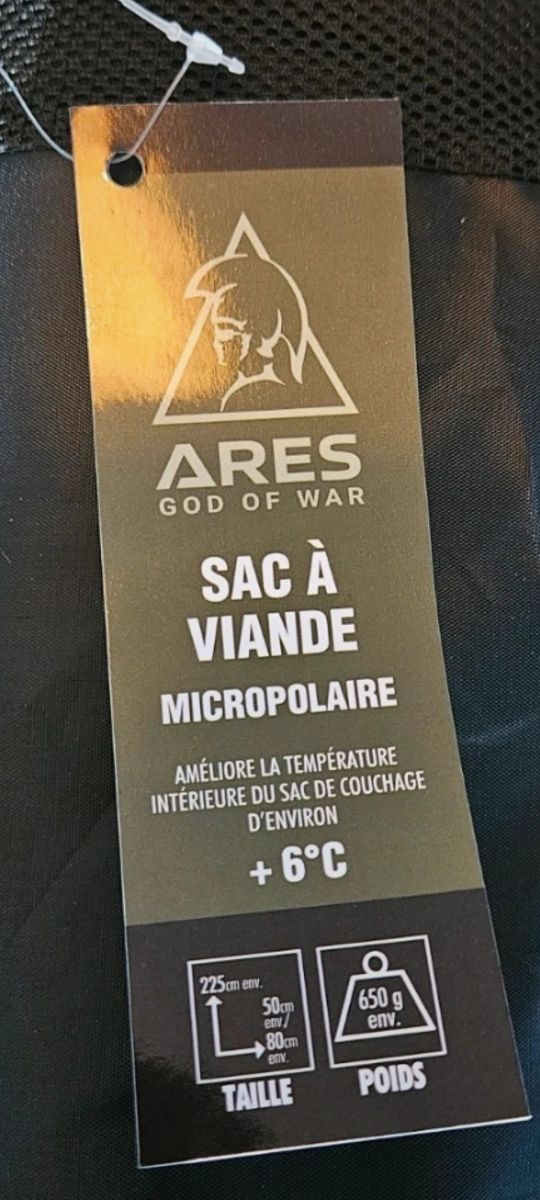 ARES
GOD OF WAR
SAC À
VIANDE
MICROPOLAIRE
AMÉLIORE LA TEMPÉRATURE
INTÉRIEURE DU SAC DE COUCHAGE
D'ENVIRON
+ 6°C
225cm env.
50cm
env./
80cm
env.
TAILLE
650 g
env.
POIDS